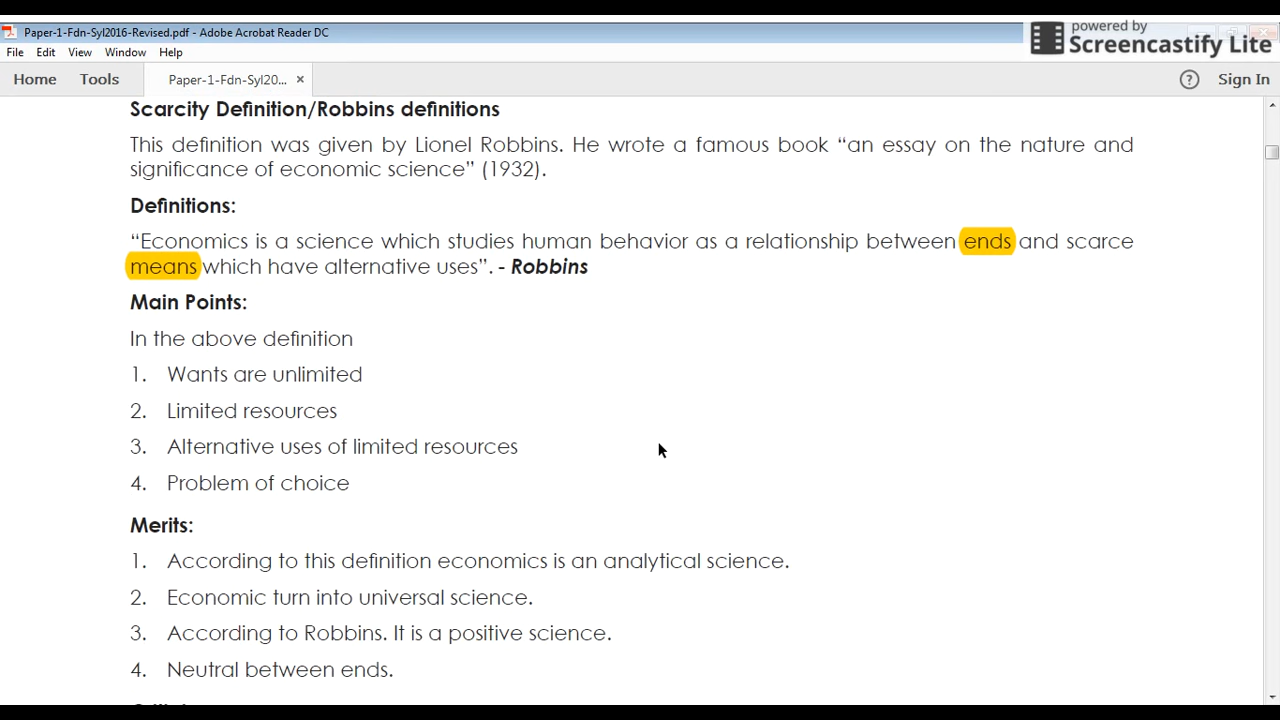 Paper-1-Fdn-Syl2016-Revised.pdf - Adobe Acrobat Reader DC
powered by
Screencastify Lite
File Edit View Window Help
Home Tools Paper-1-Fdn-Syl20... × ? Sign In
Scarcity Definition/Robbins definitions
This definition was given by Lionel Robbins. He wrote a famous book “an essay on the nature and
significance of economic science” (1932).
Definitions:
“Economics is a science which studies human behavior as a relationship between ends and scarce
means which have alternative uses”. - Robbins
Main Points:
In the above definition
1. Wants are unlimited
2. Limited resources
3. Alternative uses of limited resources
4. Problem of choice
Merits:
1. According to this definition economics is an analytical science.
2. Economic turn into universal science.
3. According to Robbins. It is a positive science.
4. Neutral between ends.